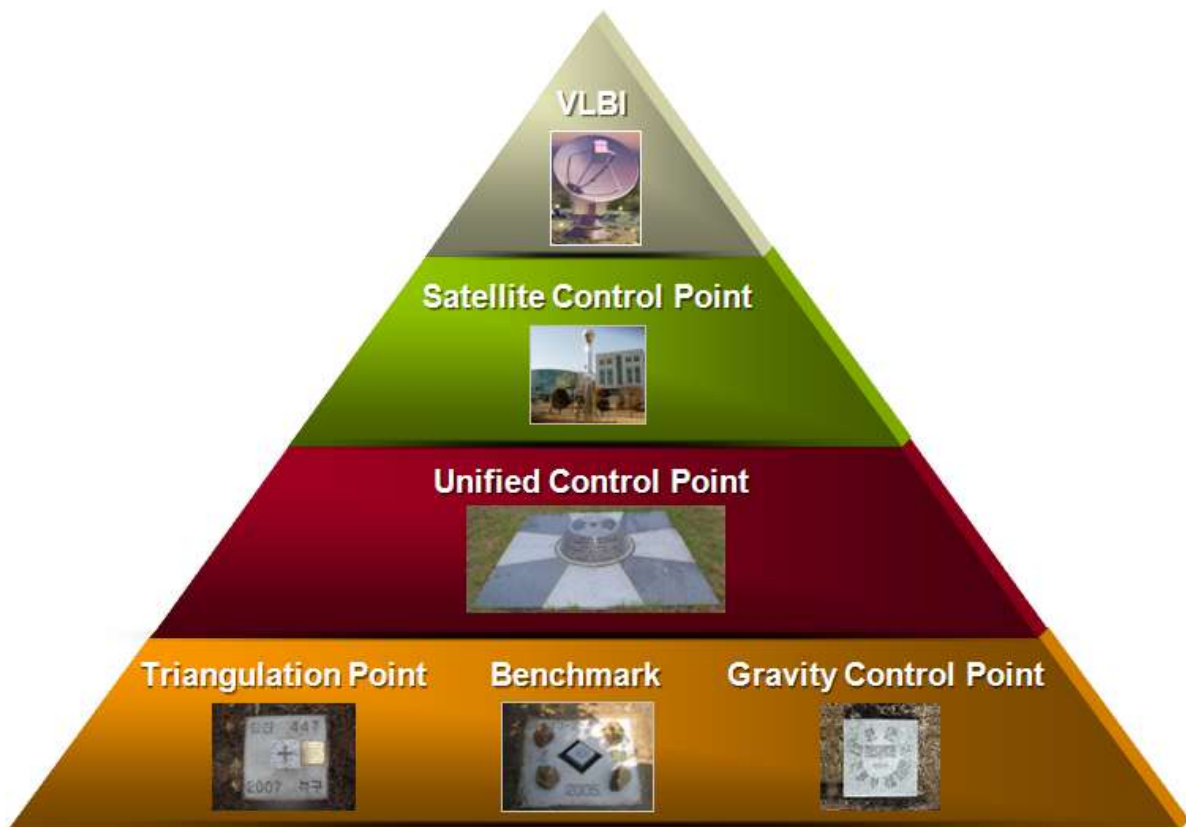 VLBI
Satellite Control Point
Unified Control Point
Triangulation Point Benchmark Gravity Control Point
447
2007
2005